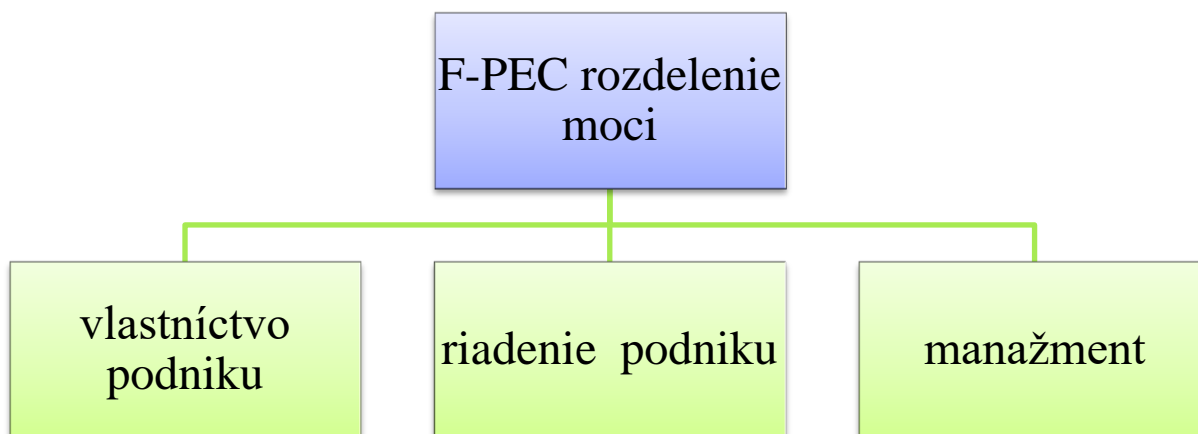 F-PEC rozdelenie
moci
vlastníctvo
podniku
riadenie  podniku
manažment